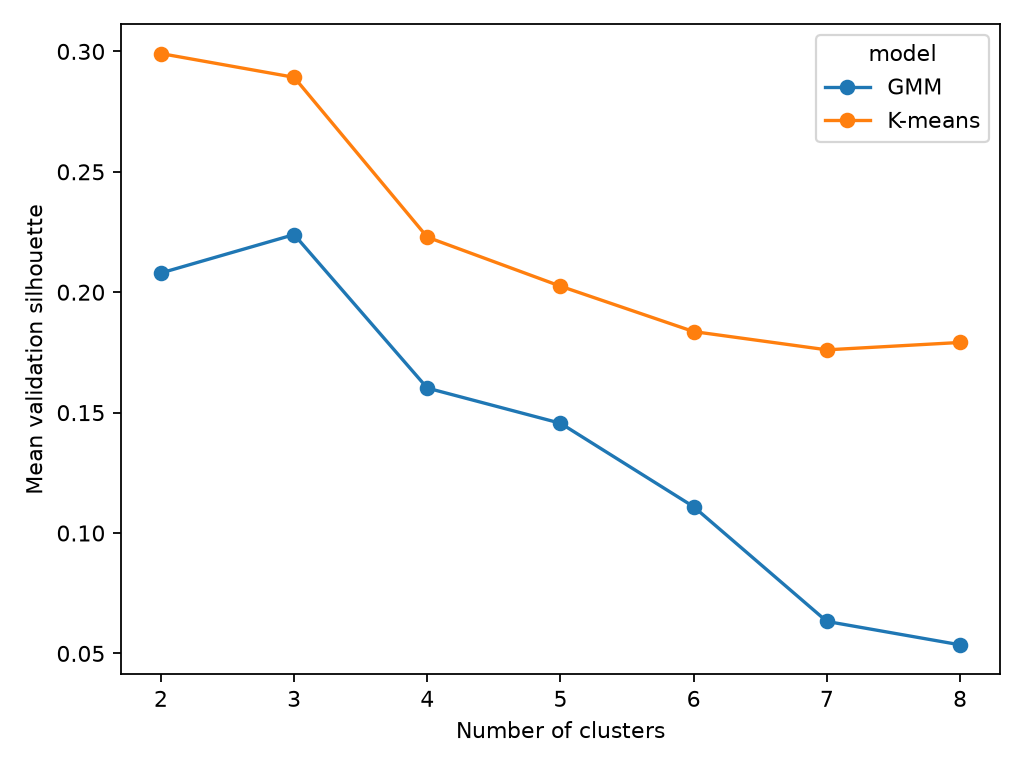 0.30
0.25
0.20
0.15
0.10
0.05
Mean validation silhouette
2 3 4 5 6 7 8
Number of clusters
model
GMM
K-means